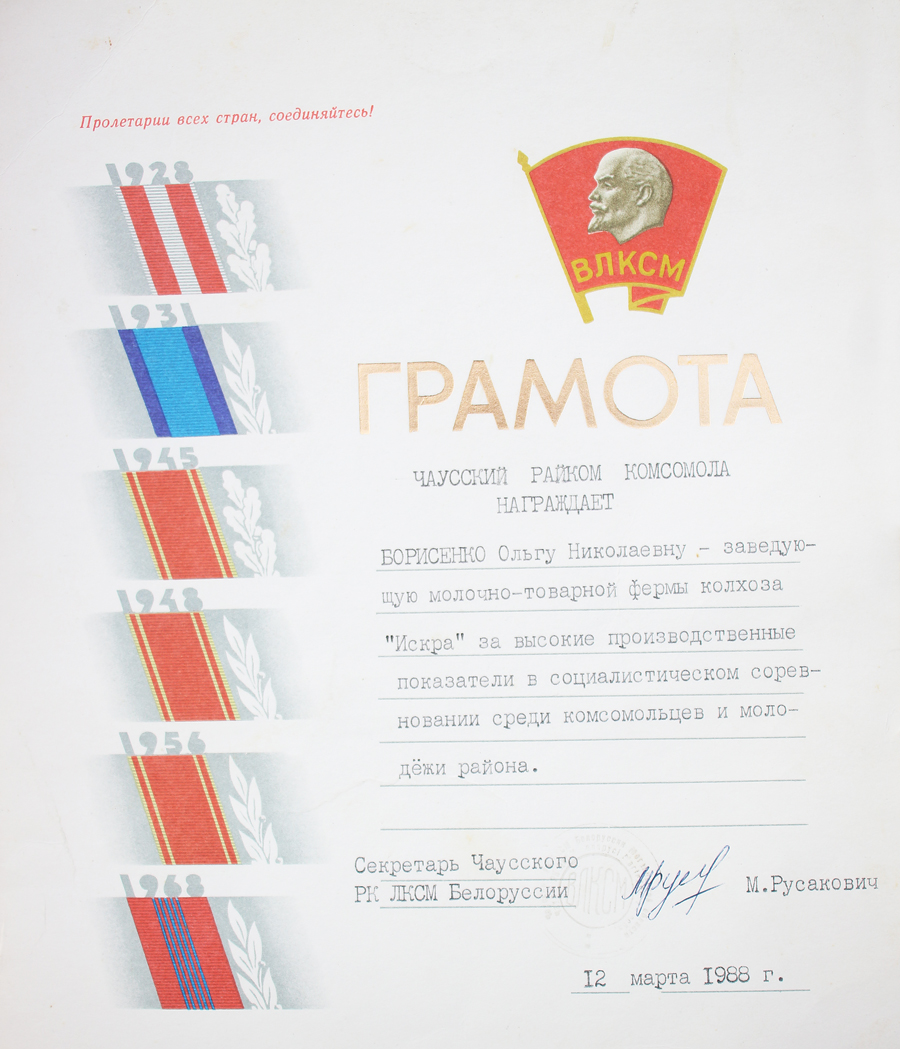 Пролетарии всех стран, соединяйтесь!
1928
1931
1945
1948
1956
1968
ВЛКСМ
ГРАМОТА
ЧАУССКИЙ РАЙКОМ КОМСОМОЛА
НАГРАЖДАЕТ
БОРИСЕНКО Ольгу Николаевну - заведую-
щую молочно-товарной фермы колхоза
"Искра" за высокие производственные
показатели в социалистическом сорев-
новании среди комсомольцев и моло-
дёжи района.
Секретарь Чаусского
РК ЛКСМ Белоруссии
М.Русакович
12 марта 1988 г.